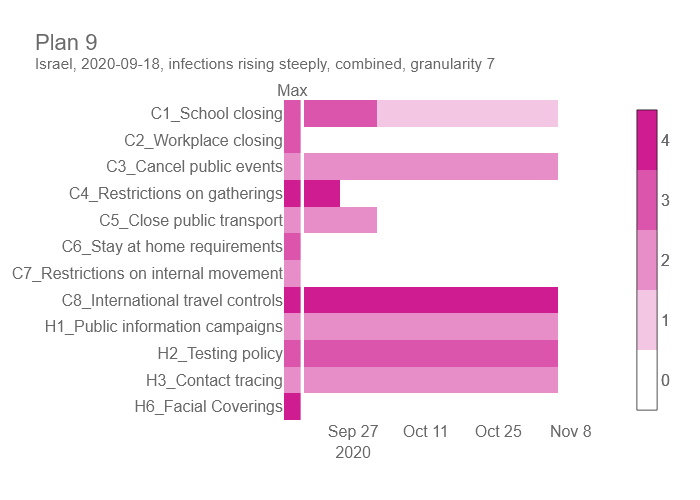 Plan 9
Israel, 2020-09-18, infections rising steeply, combined, granularity 7
Max
C1_School closing
C2_Workplace closing
C3_Cancel public events
C4_Restrictions on gatherings
C5_Close public transport
C6_Stay at home requirements
C7_Restrictions on internal movement
C8_International travel controls
H1_Public information campaigns
H2_Testing policy
H3_Contact tracing
H6_Facial Coverings
Sep 27 Oct 11 Oct 25 Nov 8
2020
4
3
2
1
0